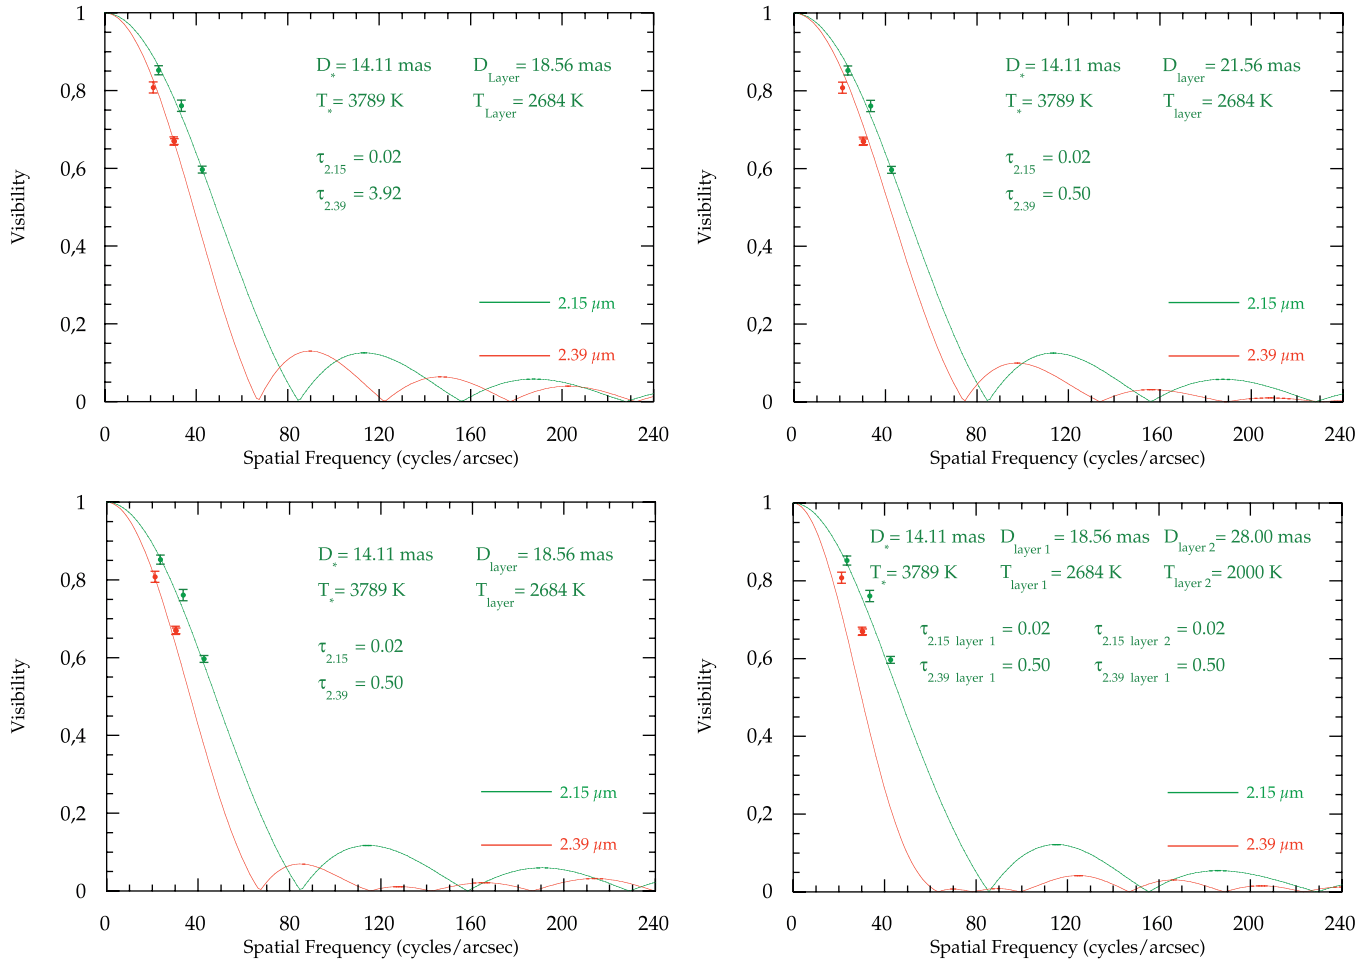 1
0,8
0,6
0,4
0,2
0
Visibility
D* = 14.11 mas DLayer = 18.56 mas
T* = 3789 K TLayer = 2684 K
τ2.15 = 0.02
τ2.39 = 3.92
2.15 µm
2.39 µm
0 40 80 120 160 200 240
Spatial Frequency (cycles/arcsec)
1
0,8
0,6
0,4
0,2
0
Visibility
D* = 14.11 mas Dlayer = 21.56 mas
T* = 3789 K Tlayer = 2684 K
τ2.15 = 0.02
τ2.39 = 0.50
2.15 µm
2.39 µm
0 40 80 120 160 200 240
Spatial Frequency (cycles/arcsec)
1
0,8
0,6
0,4
0,2
0
Visibility
D* = 14.11 mas Dlayer = 18.56 mas
T* = 3789 K Tlayer = 2684 K
τ2.15 = 0.02
τ2.39 = 0.50
2.15 µm
2.39 µm
0 40 80 120 160 200 240
Spatial Frequency (cycles/arcsec)
1
0,8
0,6
0,4
0,2
0
Visibility
D* = 14.11 mas Dlayer 1 = 18.56 mas Dlayer 2 = 28.00 mas
T* = 3789 K Tlayer 1 = 2684 K Tlayer 2 = 2000 K
τ2.15 layer 1 = 0.02 τ2.15 layer 2 = 0.02
τ2.39 layer 1 = 0.50 τ2.39 layer 1 = 0.50
2.15 µm
2.39 µm
0 40 80 120 160 200 240
Spatial Frequency (cycles/arcsec)